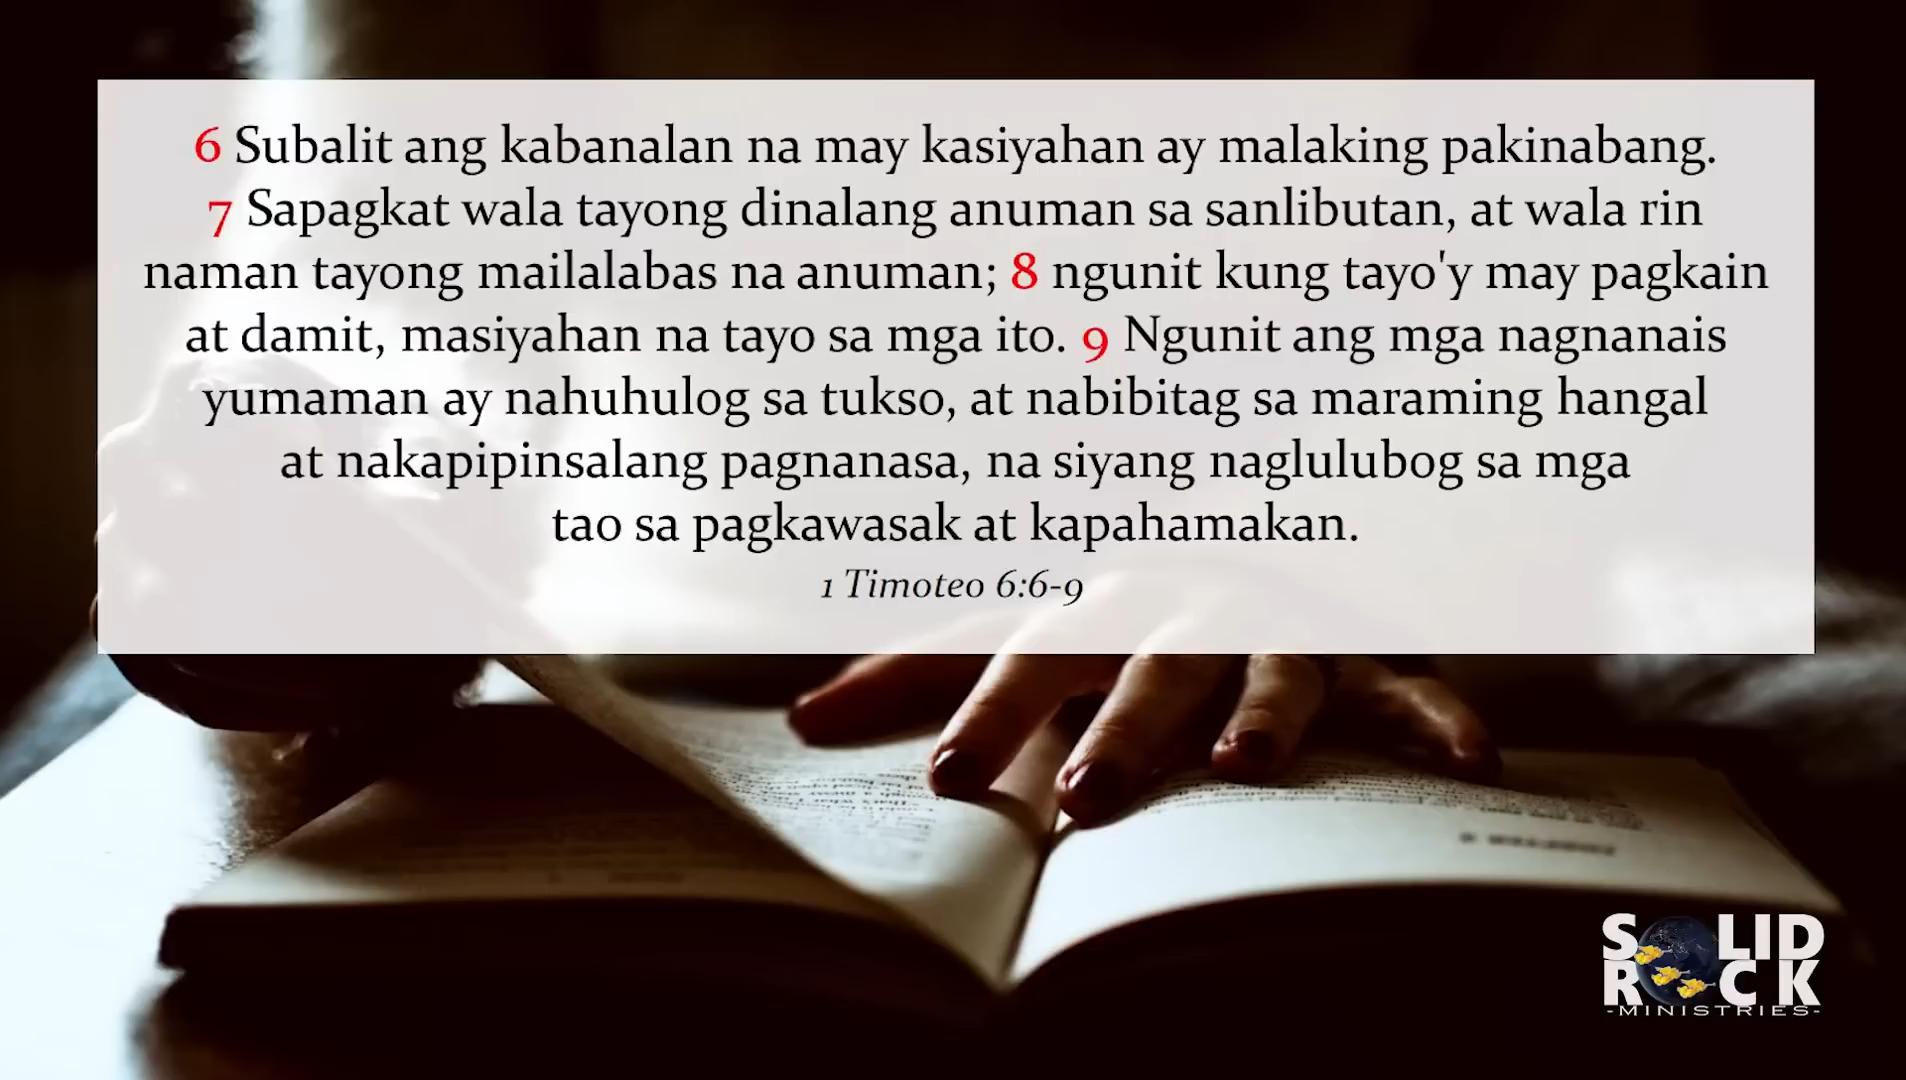 6 Subalit ang kabanalan na may kasiyahan ay malaking pakinabang.
7 Sapagkat wala tayong dinalang anuman sa sanlibutan, at wala rin
naman tayong mailalabas na anuman; 8 ngunit kung tayo'y may pagkain
at damit, masiyahan na tayo sa mga ito. 9 Ngunit ang mga nagnanais
yumaman ay nahuhulog sa tukso, at nabibitag sa maraming hangal
at nakapipinsalang pagnanasa, na siyang naglulubog sa mga
tao sa pagkawasak at kapahamakan.
1 Timoteo 6:6-9
SOLID
ROCK
-MINISTRIES-